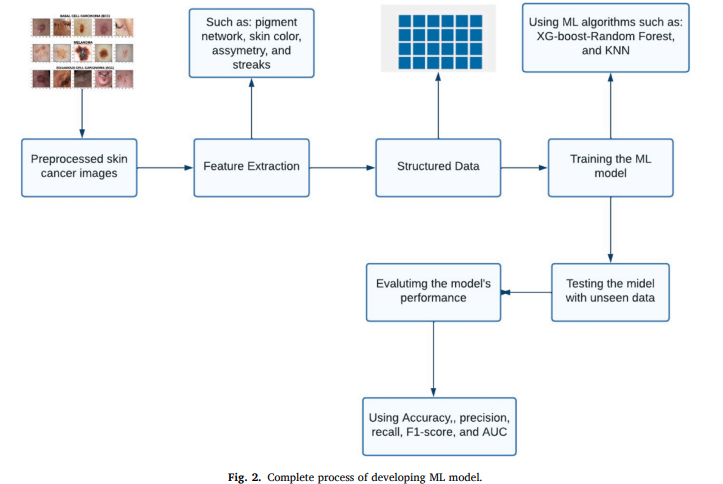 BASAL CELL CARCINOMA (BCC)
MELANOMA
SQUAMOUS CELL CARCINOMA (SCC)
Such as: pigment
network, skin color,
assymetry, and
streaks
Using ML algorithms such as:
XG-boost-Random Forest,
and KNN
Preprocessed skin
cancer images
Feature Extraction
Structured Data
Training the ML
model
Evalutimg the model's
performance
Testing the midel
with unseen data
Using Accuracy,, precision,
recall, F1-score, and AUC
Fig. 2. Complete process of developing ML model.